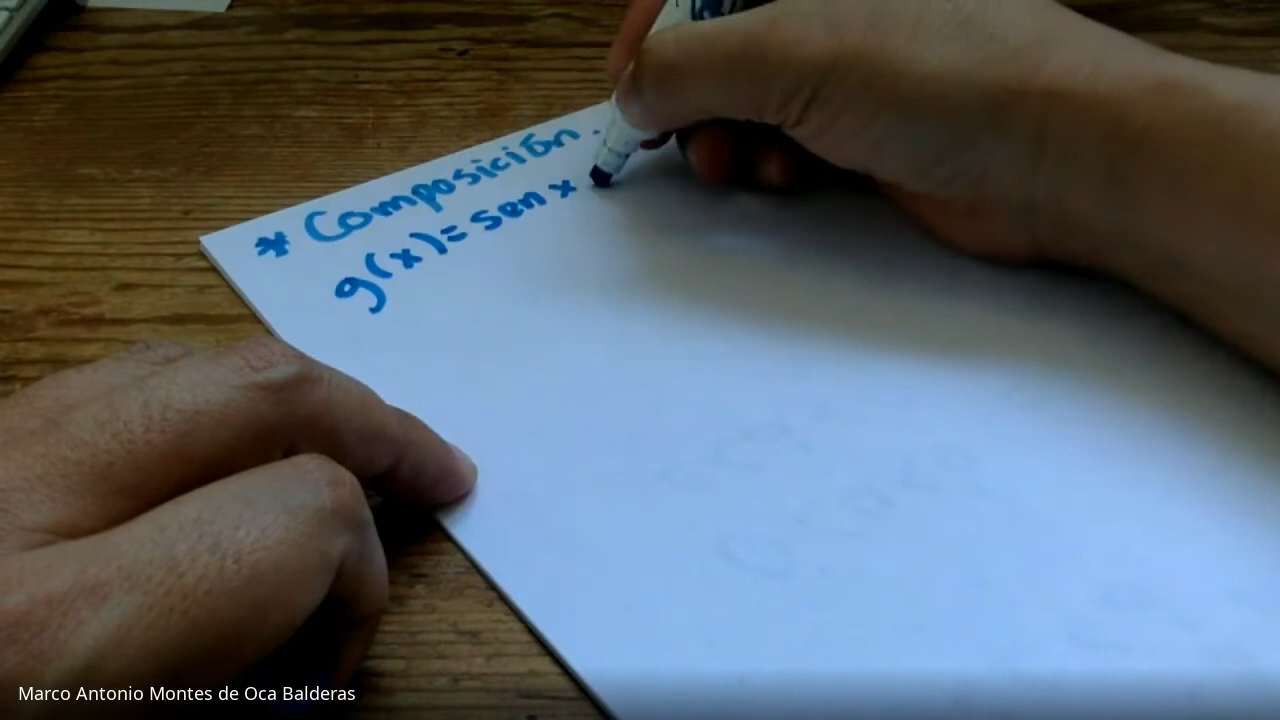 * Composición.
g(x)= sen x
Marco Antonio Montes de Oca Balderas